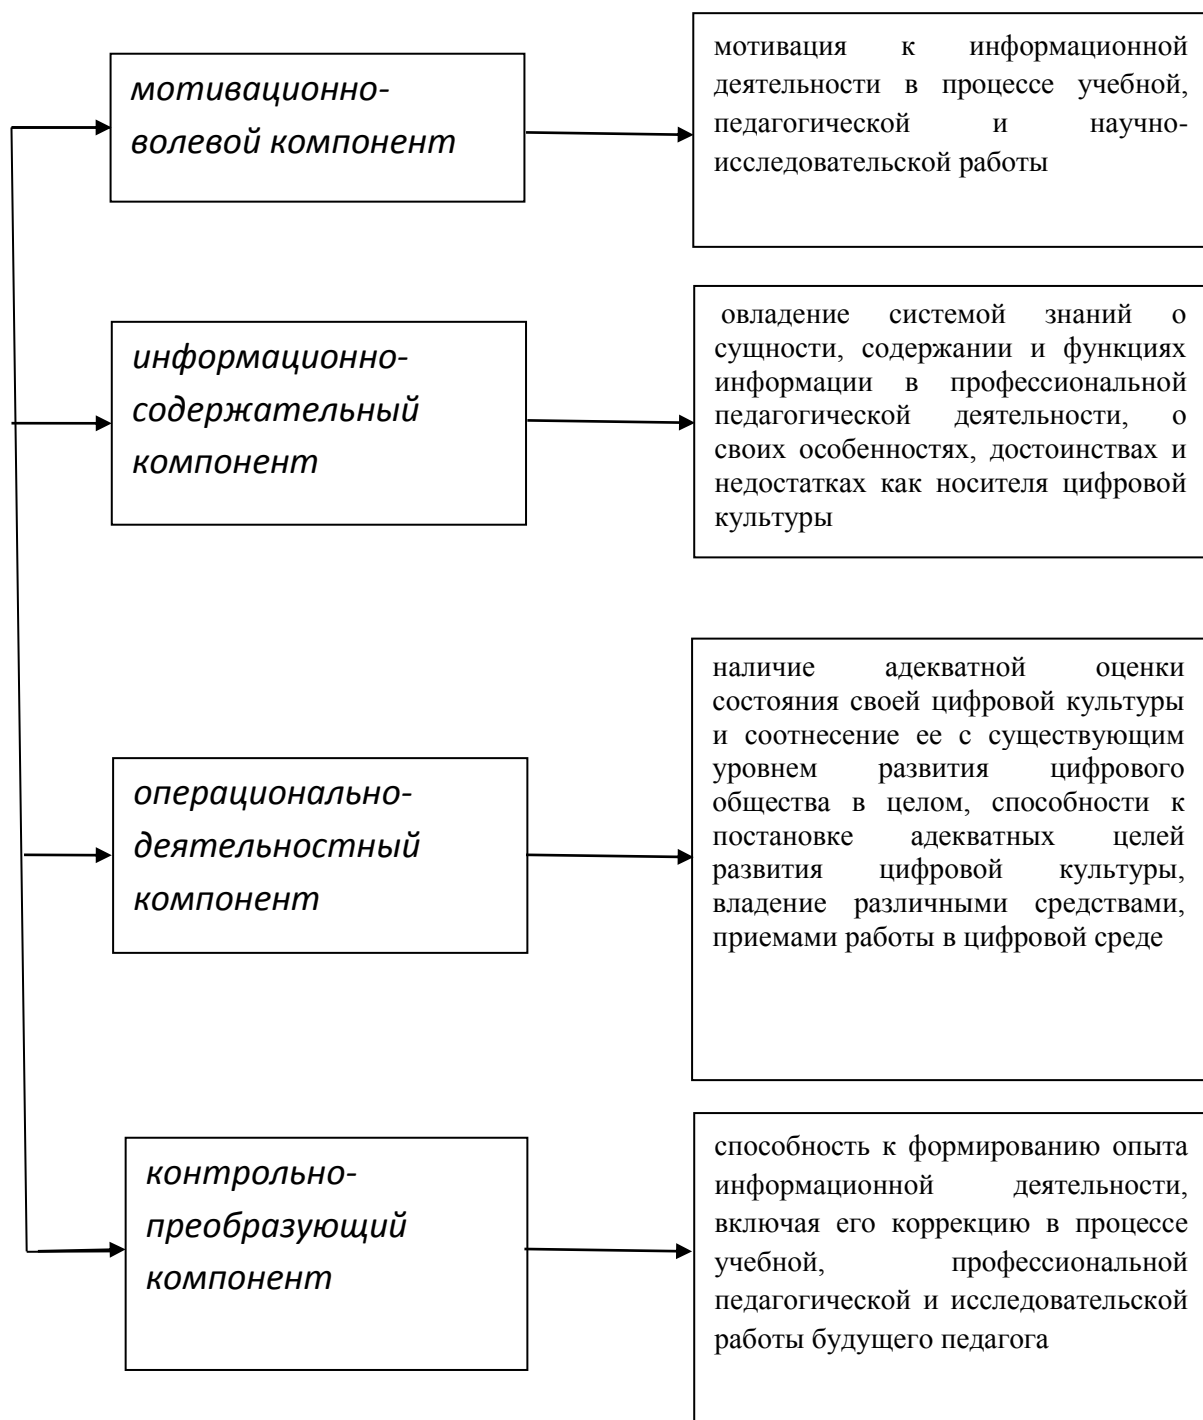 мотивационно-
волевой компонент
мотивация к информационной
деятельности в процессе учебной,
педагогической и научно-
исследовательской работы
информационно-
содержательный
компонент
овладение системой знаний о
сущности, содержании и функциях
информации в профессиональной
педагогической деятельности, о
своих особенностях, достоинствах и
недостатках как носителя цифровой
культуры
операционально-
деятельностный
компонент
наличие адекватной оценки
состояния своей цифровой культуры
и соотнесение ее с существующим
уровнем развития цифрового
общества в целом, способности к
постановке адекватных целей
развития цифровой культуры,
владение различными средствами,
приемами работы в цифровой среде
контрольно-
преобразующий
компонент
способность к формированию опыта
информационной деятельности,
включая его коррекцию в процессе
учебной, профессиональной
педагогической и исследовательской
работы будущего педагога